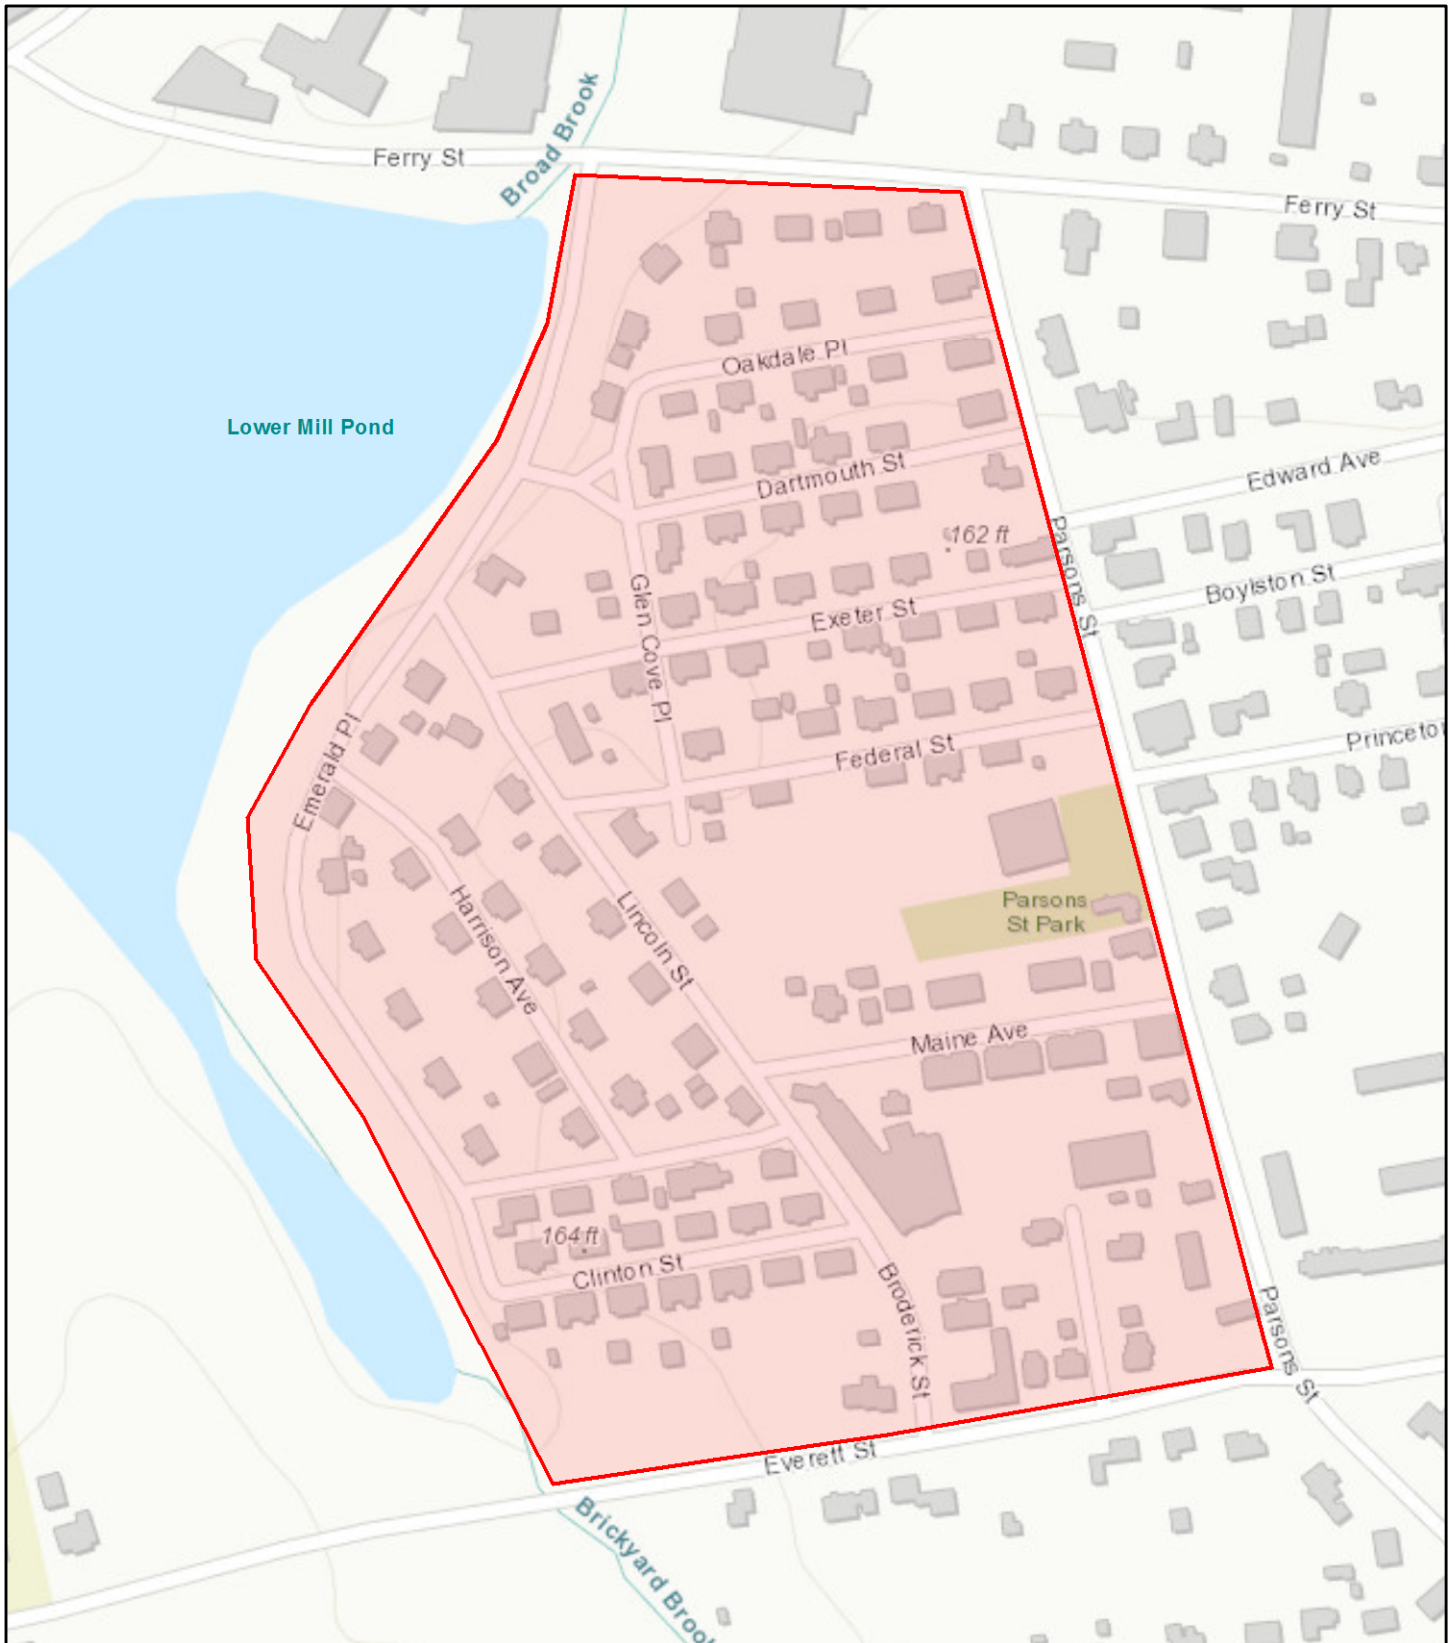 Broad Brook
Ferry St
Ferry St
Oakdale Pl
Lower Mill Pond
Dartmouth St
Edward Ave
162 ft
Parsons St
Boylston St
Glen Cove Pl
Exeter St
Emerald Pl
Federal St
Princeto
Harrison Ave
Lincoln St
Parsons
St Park
Maine Ave
164 ft
Clinton St
Broderick St
Parsons St
Everett St
Brickyard Brook